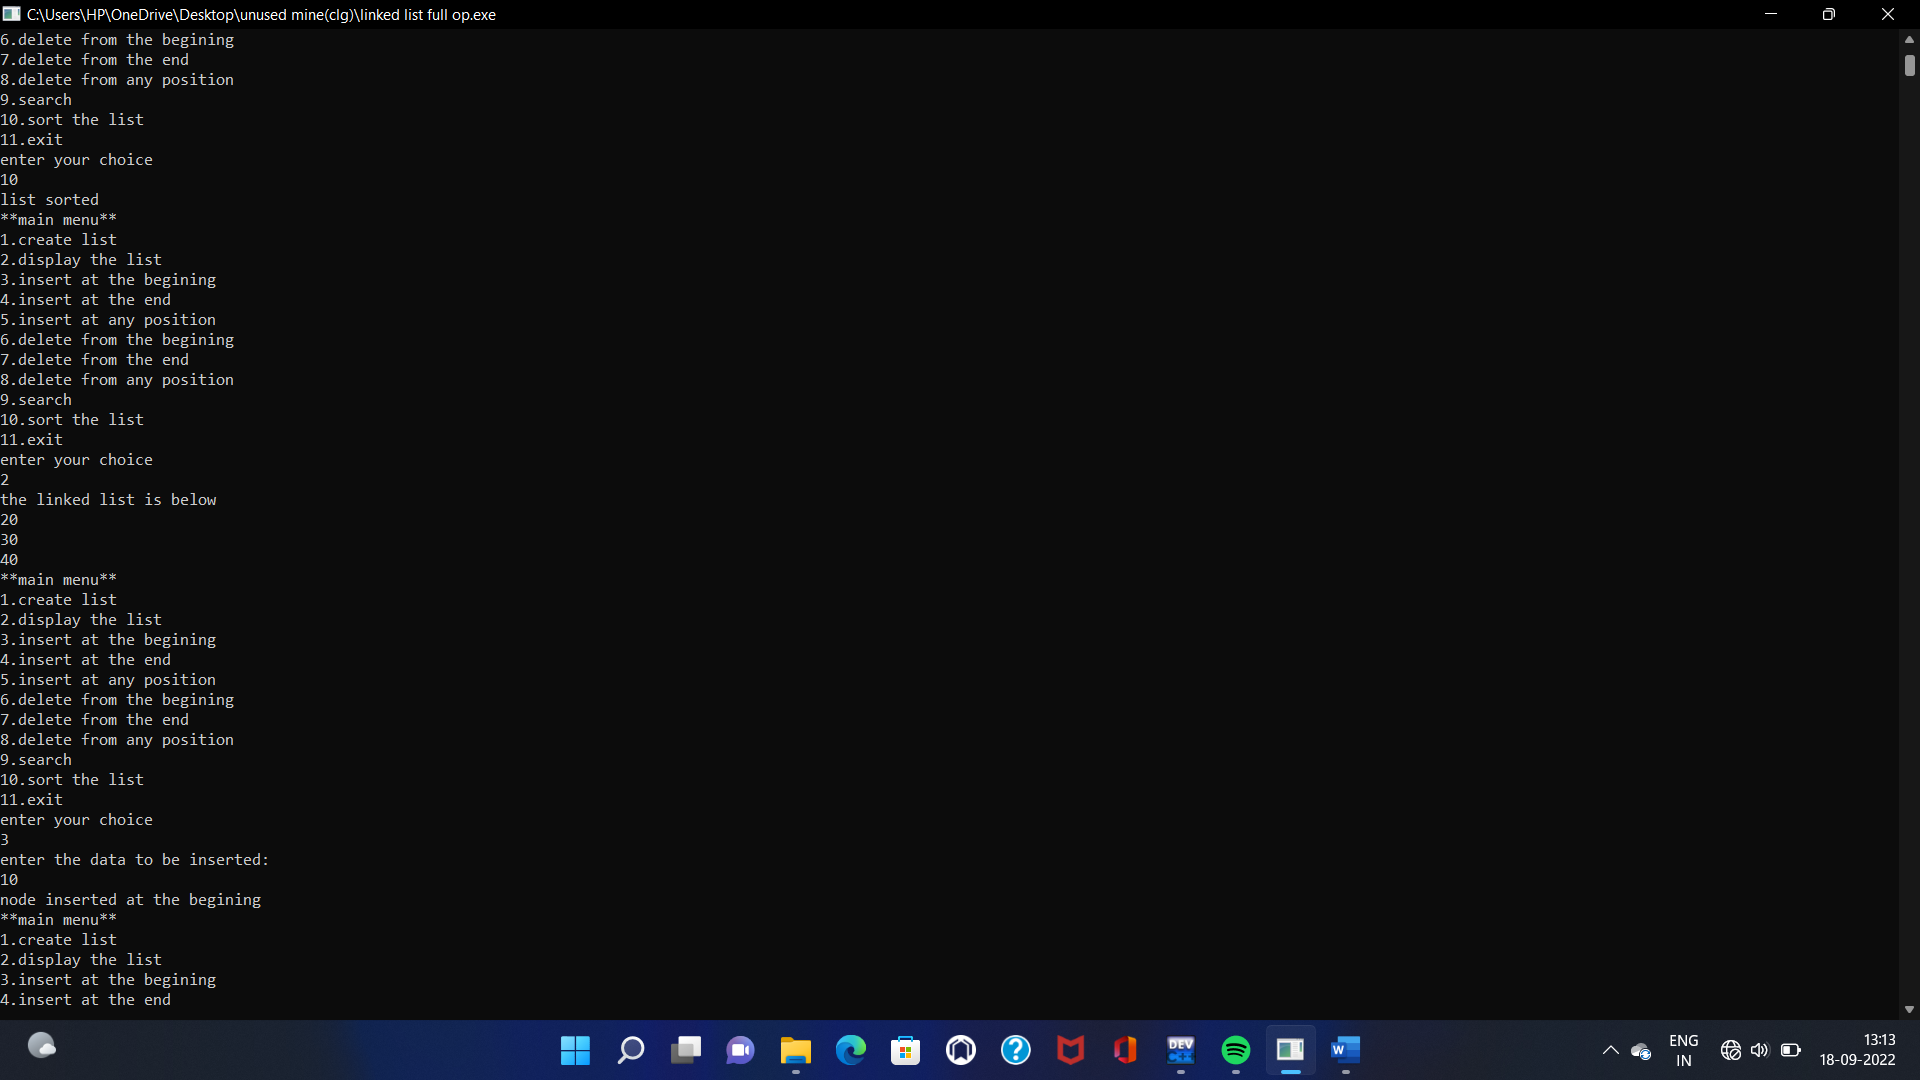 C:\Users\HP\OneDrive\Desktop\unused mine(clg)\linked list full op.exe
6.delete from the begining
7.delete from the end
8.delete from any position
9.search
10.sort the list
11.exit
enter your choice
10
list sorted
**main menu**
1.create list
2.display the list
3.insert at the begining
4.insert at the end
5.insert at any position
6.delete from the begining
7.delete from the end
8.delete from any position
9.search
10.sort the list
11.exit
enter your choice
2
the linked list is below
20
30
40
**main menu**
1.create list
2.display the list
3.insert at the begining
4.insert at the end
5.insert at any position
6.delete from the begining
7.delete from the end
8.delete from any position
9.search
10.sort the list
11.exit
enter your choice
3
enter the data to be inserted:
10
node inserted at the begining
**main menu**
1.create list
2.display the list
3.insert at the begining
4.insert at the end
DEV
C++
W
ENG
IN
13:13
18-09-2022